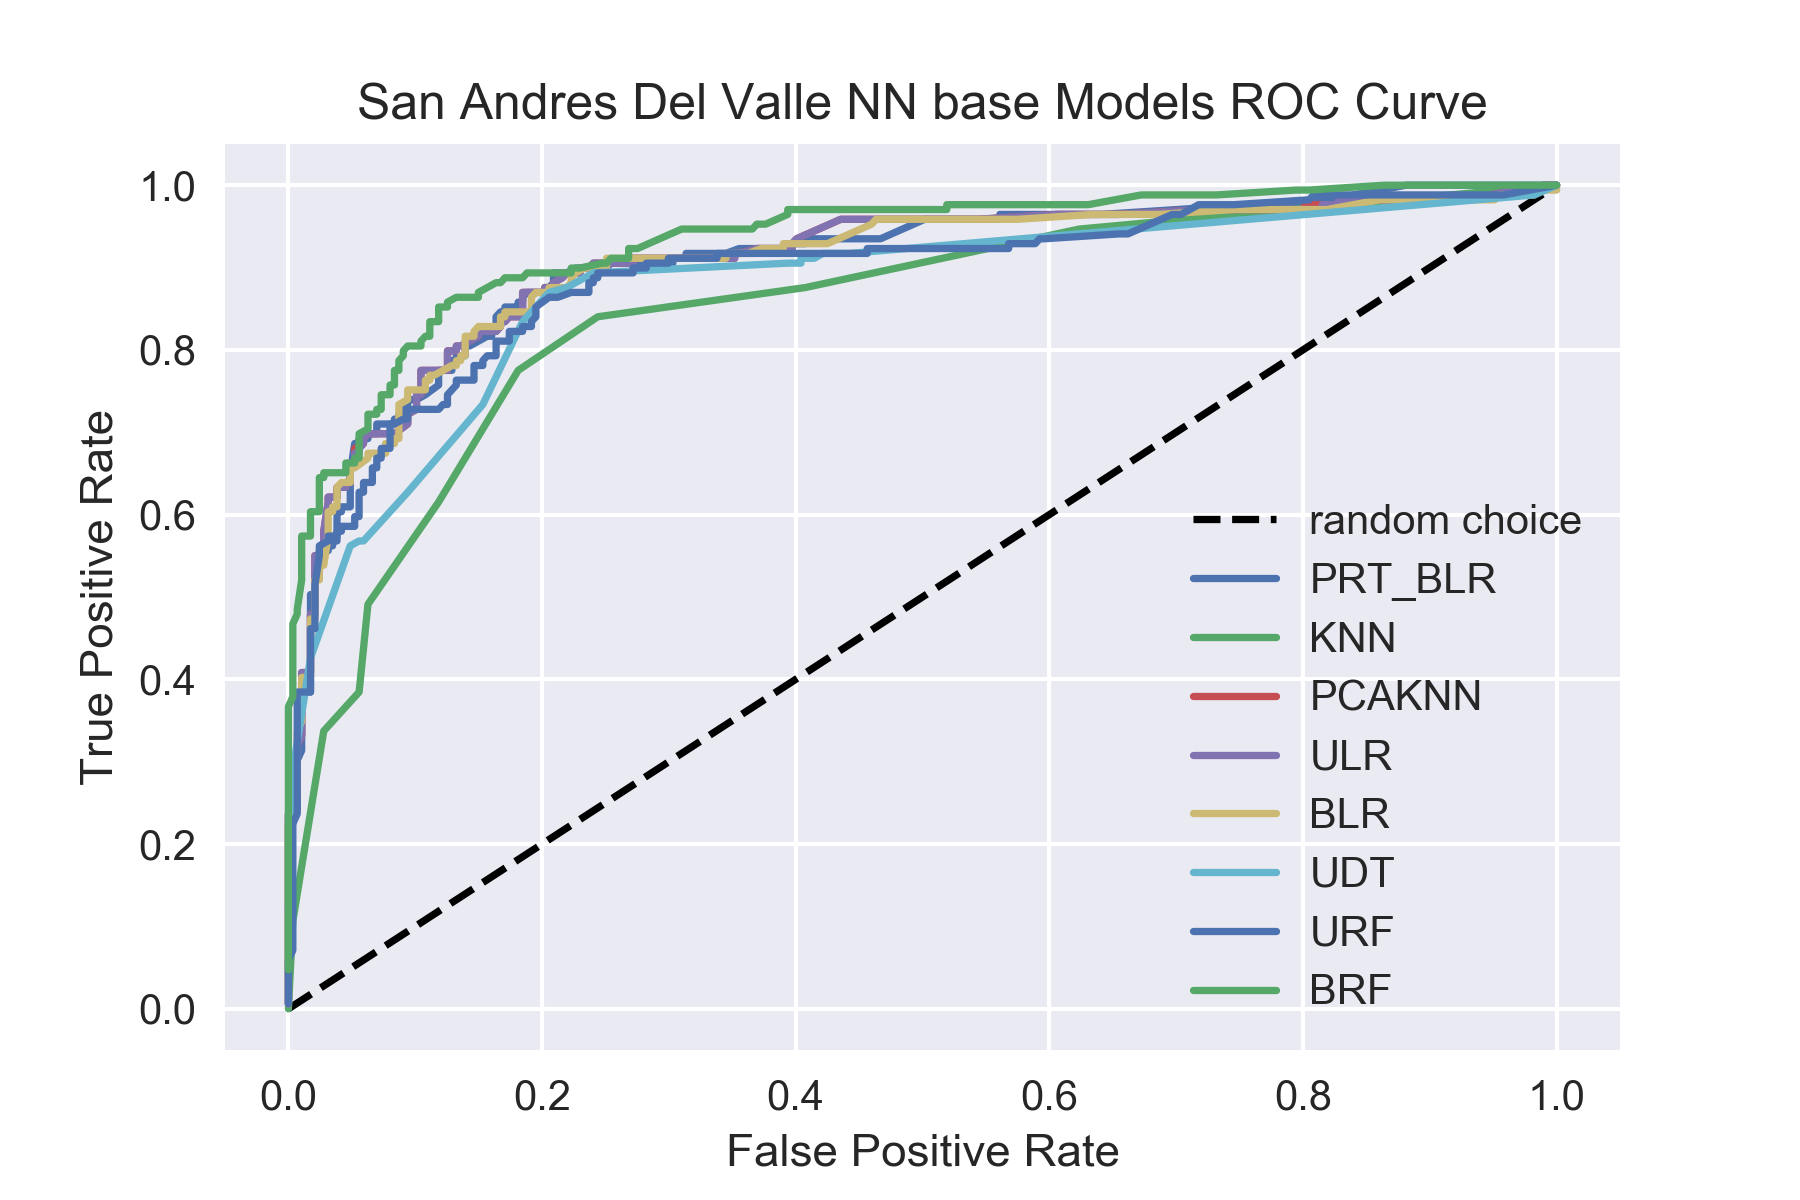 San Andres Del Valle NN base Models ROC Curve
True Positive Rate
1.0
0.8
0.6
0.4
0.2
0.0
random choice
PRT_BLR
KNN
PCAKNN
ULR
BLR
UDT
URF
BRF
0.0 0.2 0.4 0.6 0.8 1.0
False Positive Rate